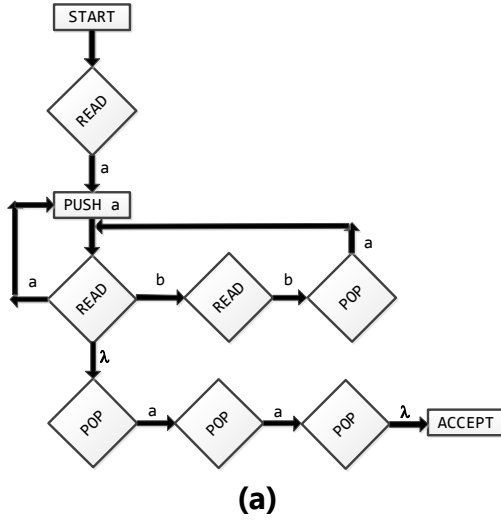 START
READ
a
PUSH a
a
a
b
b
READ
READ
POP
λ
a
a
λ
POP
POP
POP
ACCEPT
(a)